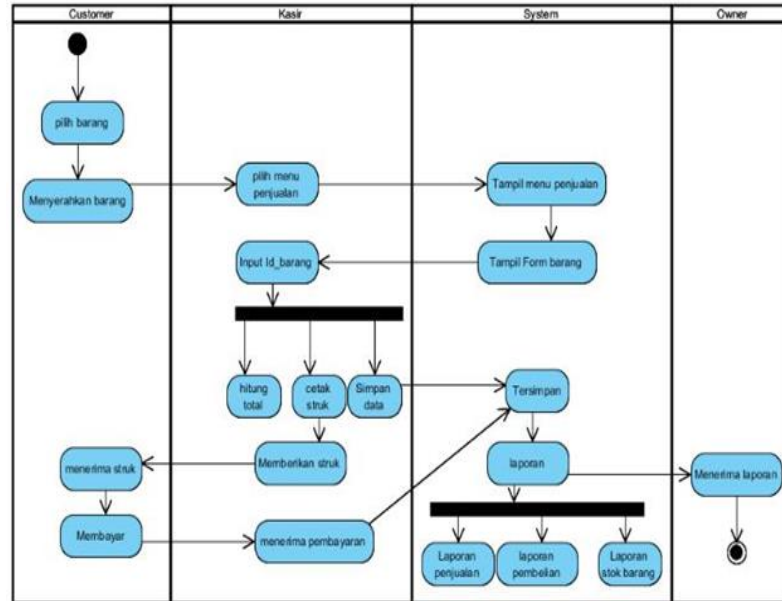 Customer
Kasir
System
Owner
pilih barang
Menyerahkan barang
pilih menu
penjualan
Tampil menu penjualan
Input Id_barang
Tampil Form barang
hitung
total
cetak
struk
Simpan
data
Tersimpan
menerima struk
Memberikan struk
laporan
Menerima laporan
Membayar
menerima pembayaran
Laporan
penjualan
laporan
pembelian
Laporan
stok barang